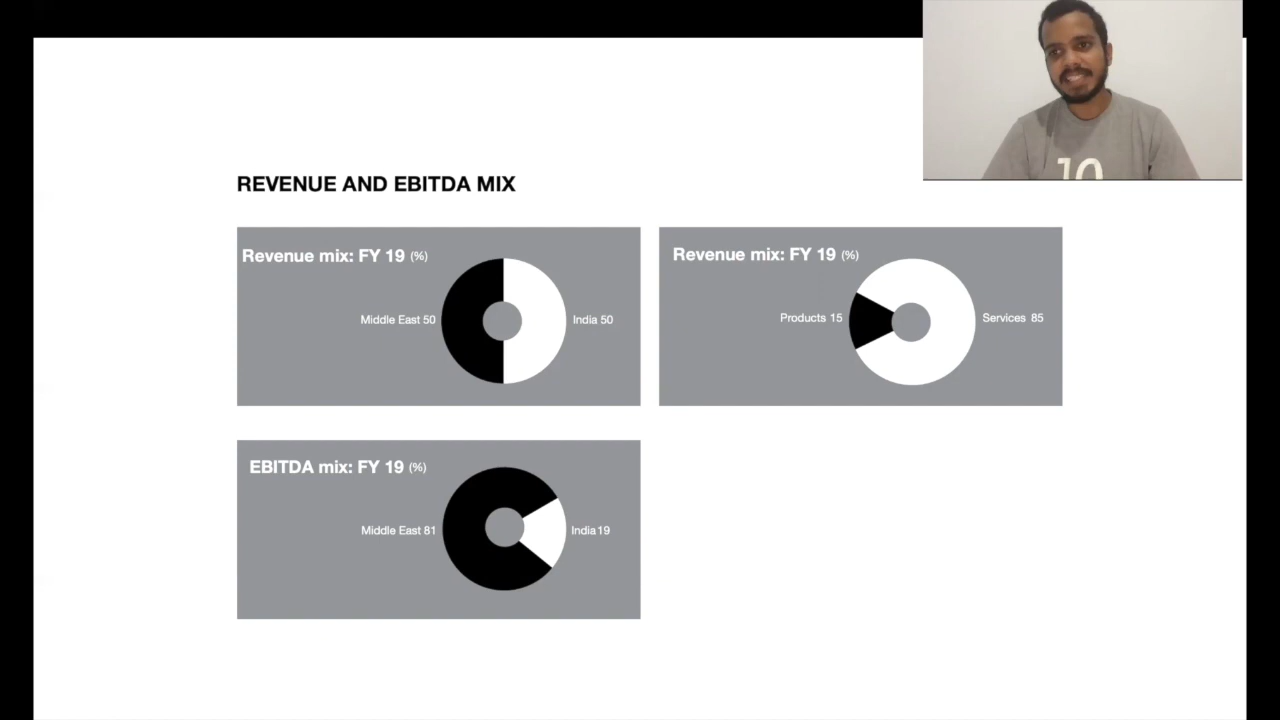 REVENUE AND EBITDA MIX
Revenue mix: FY 19 (%)
Middle East 50
India 50
Revenue mix: FY 19 (%)
Products 15
Services 85
EBITDA mix: FY 19 (%)
Middle East 81
India 19
10